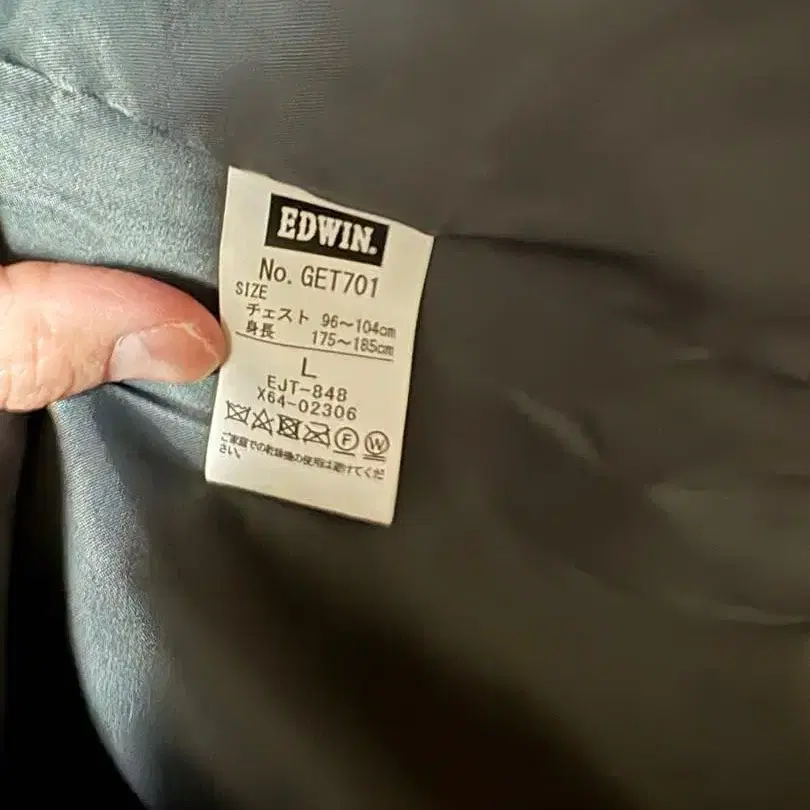 EDWIN.
No. GET701
SIZE
チェスト 96～104cm
身長 175～185cm
L
EJT-848
X64-02306
F W
ご家庭での乾燥機の使用は避けてくだ
さい。